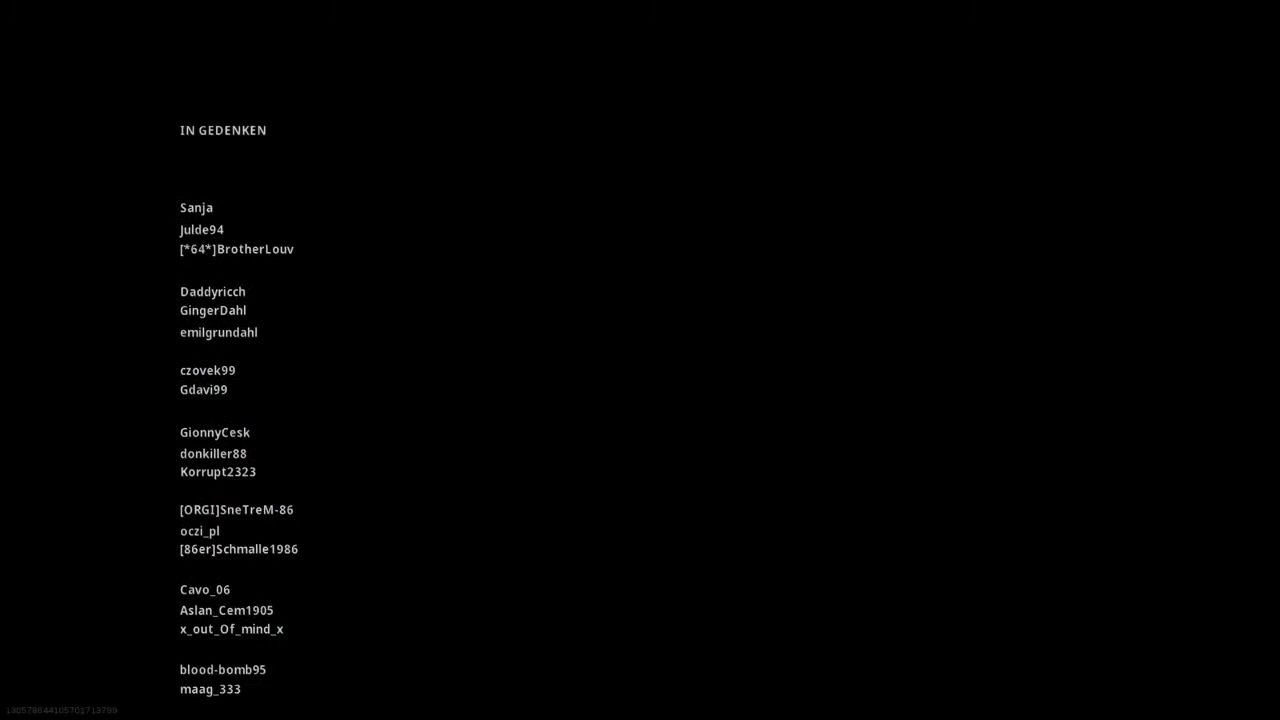 IN GEDENKEN
Sanja
Julde94
[*64*]BrotherLouv
Daddyricch
GingerDahl
emilgrundahl
czovek99
Gdavi99
GionnyCesk
donkiller88
Korrupt2323
[ORGI]SneTreM-86
oczi_pl
[86er]Schmalle1986
Cavo_06
Aslan_Cem1905
x_out_Of_mind_x
blood-bomb95
maag_333